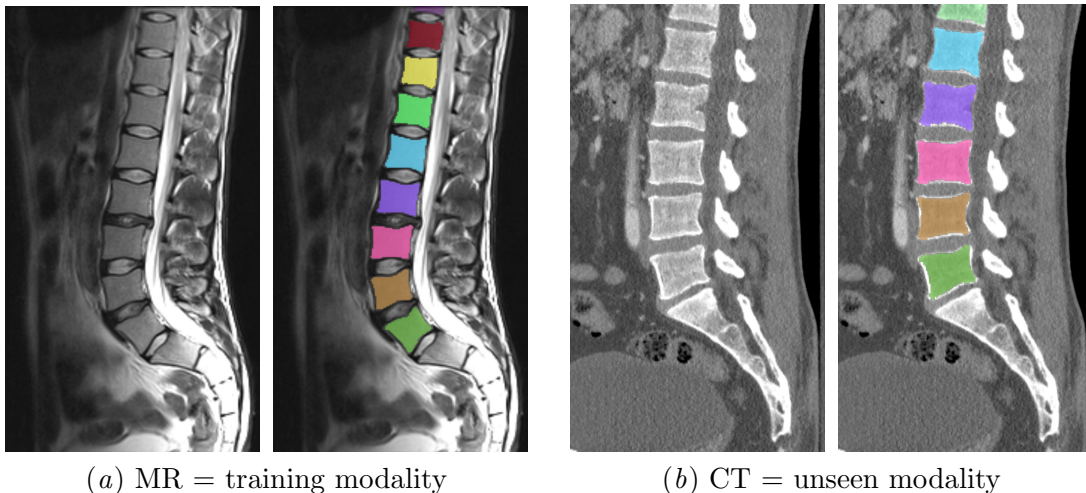 (a) MR = training modality
(b) CT = unseen modality